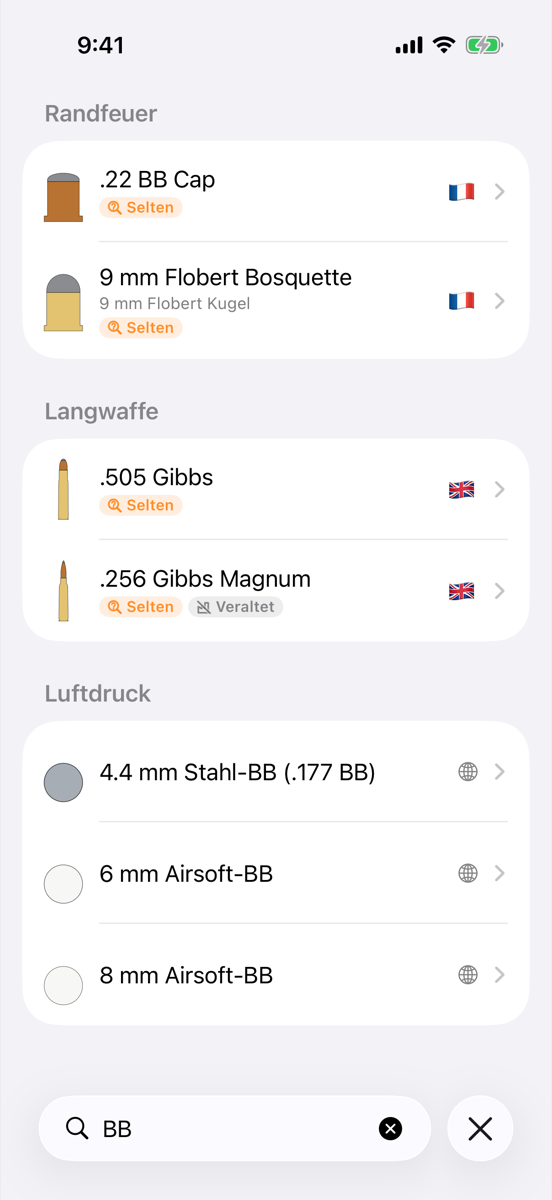 9:41
Randfeuer
.22 BB Cap
Selten
9 mm Flobert Bosquette
9 mm Flobert Kugel
Selten
Langwaffe
.505 Gibbs
Selten
.256 Gibbs Magnum
Selten Veraltet
Luftdruck
4.4 mm Stahl-BB (.177 BB)
6 mm Airsoft-BB
8 mm Airsoft-BB
BB